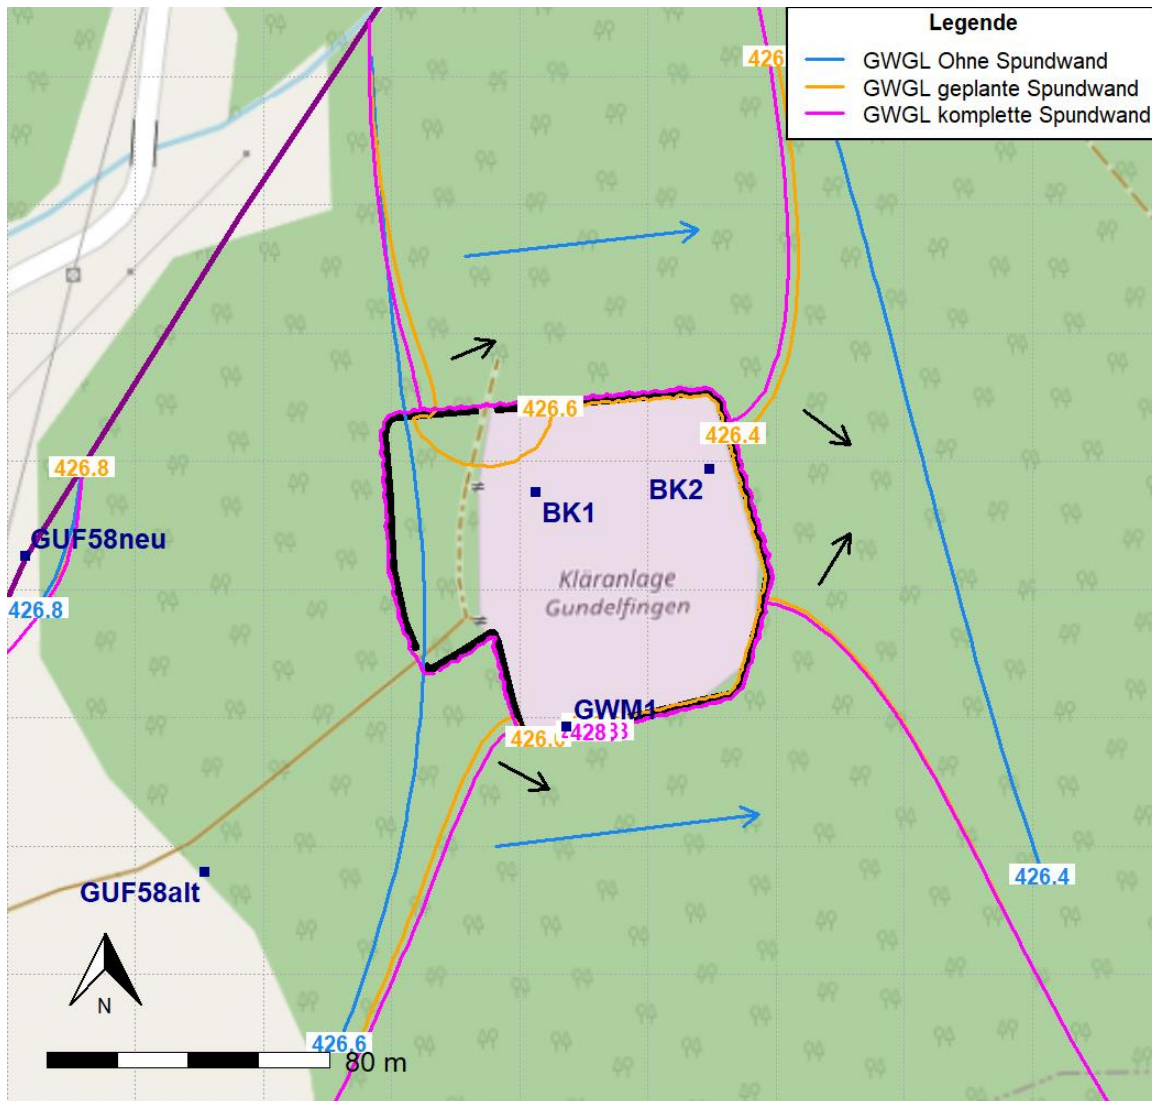 Legende
GWGL Ohne Spundwand
GWGL geplante Spundwand
GWGL komplette Spundwand
426
426.6
426.4
426.8
BK2
BK1
GUF58neu
Kläranlage
Gundelfingen
426.8
GWM1
428
426.4
GUF58alt
N
426.6
80 m